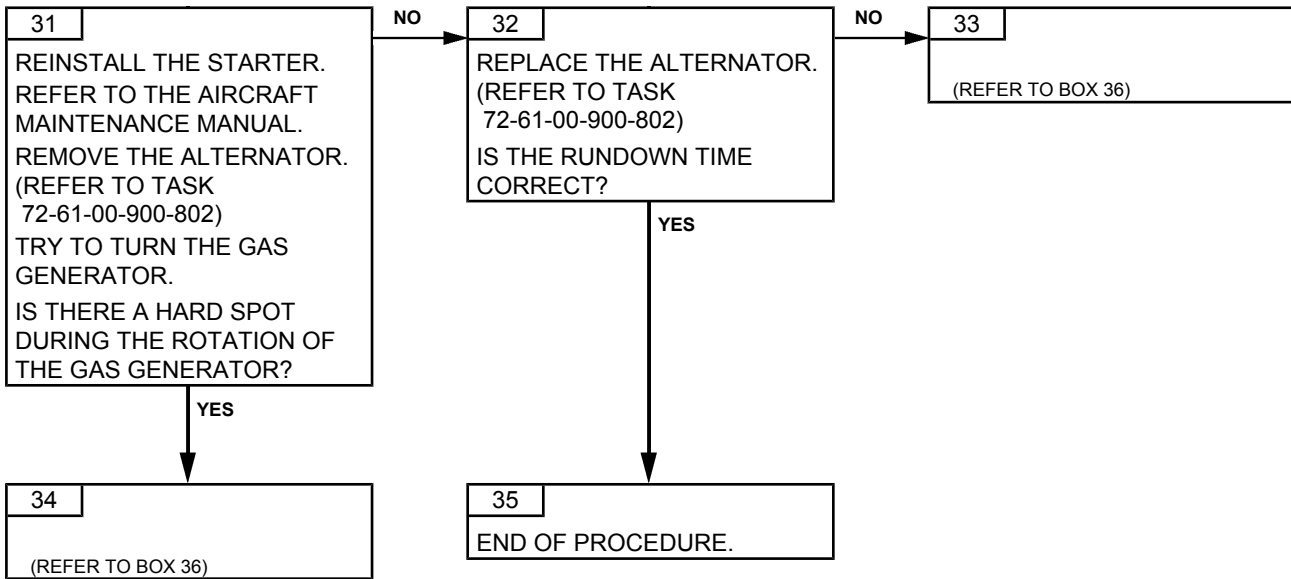 31
REINSTALL THE STARTER.
REFER TO THE AIRCRAFT
MAINTENANCE MANUAL.
REMOVE THE ALTERNATOR.
(REFER TO TASK
72-61-00-900-802)
TRY TO TURN THE GAS
GENERATOR.
IS THERE A HARD SPOT
DURING THE ROTATION OF
THE GAS GENERATOR?
NO
32
REPLACE THE ALTERNATOR.
(REFER TO TASK
72-61-00-900-802)
IS THE RUNDOWN TIME
CORRECT?
NO
33
(REFER TO BOX 36)
YES
YES
34
(REFER TO BOX 36)
35
END OF PROCEDURE.